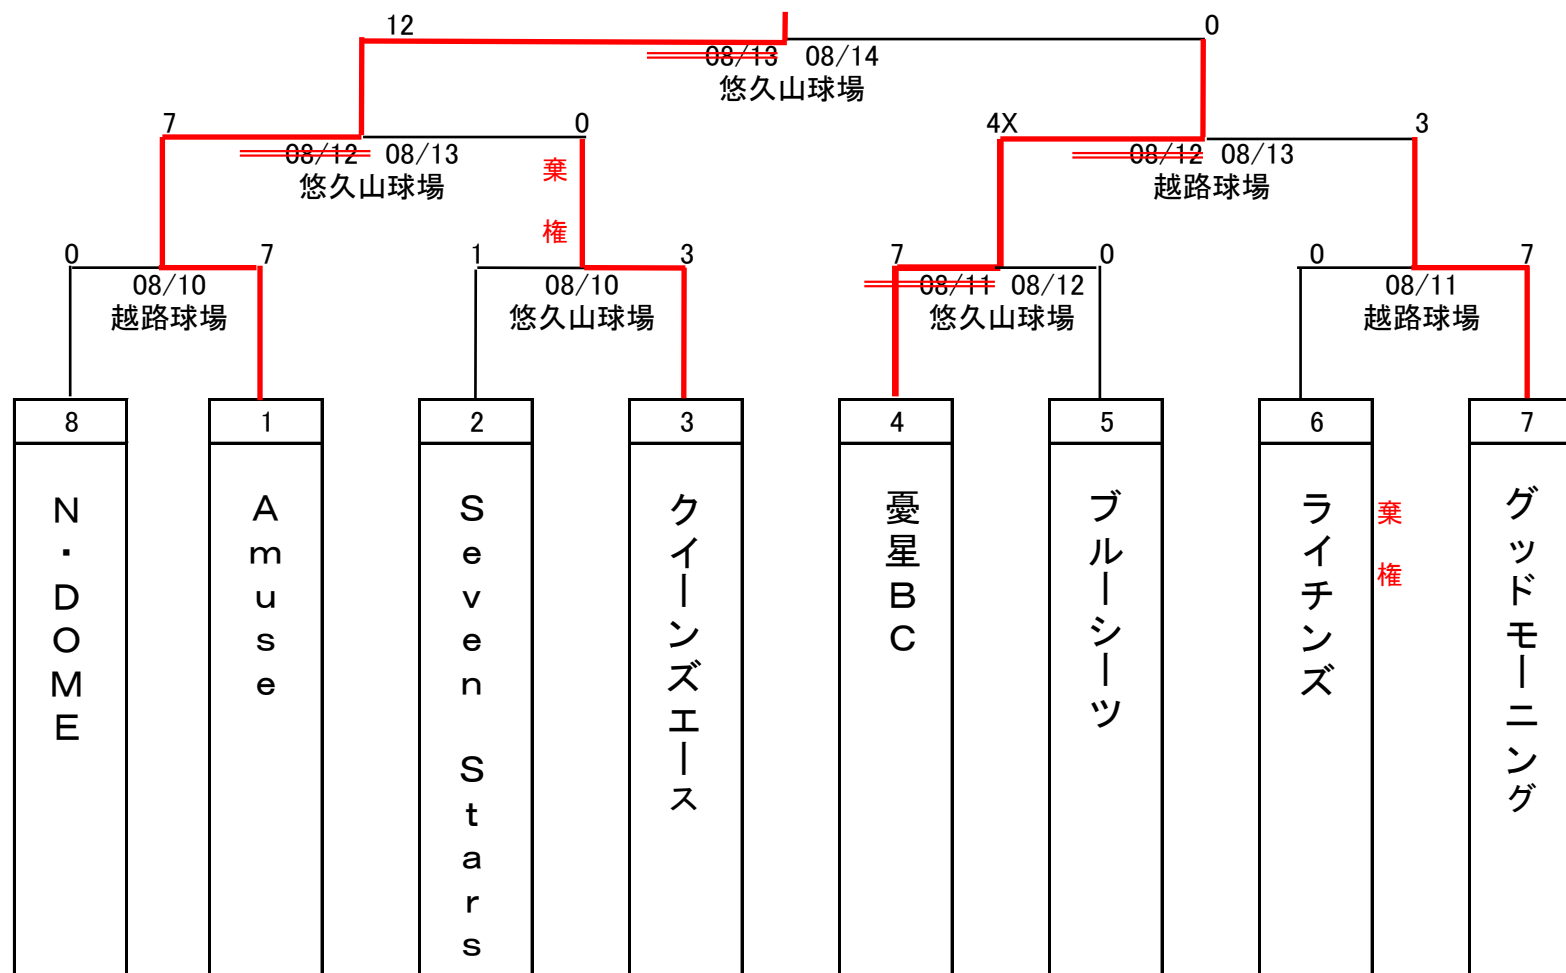 12 0
08/13 08/14
悠久山球場
7 0 4X 3
08/12 08/13 08/12 08/13
悠久山球場 越路球場
棄権
0 7 1 3 7 0 0 7
08/10 08/10 08/11 08/12 08/11
越路球場 悠久山球場 悠久山球場 越路球場
8 1 2 3 4 5 6 7
N・DOME
Amuse
Seven Stars
クイーンズエース
憂星BC
ブルーシーツ
ライチンズ
棄権
グッドモーニング